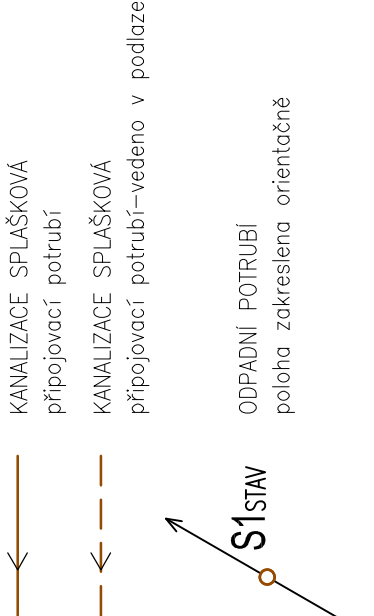 KANALIZACE SPLAŠKOVÁ
připojovací potrubí
KANALIZACE SPLAŠKOVÁ
připojovací potrubí–vedeno v podlaze
S1STAV
ODPADNÍ POTRUBÍ
poloha zakreslena orientačně